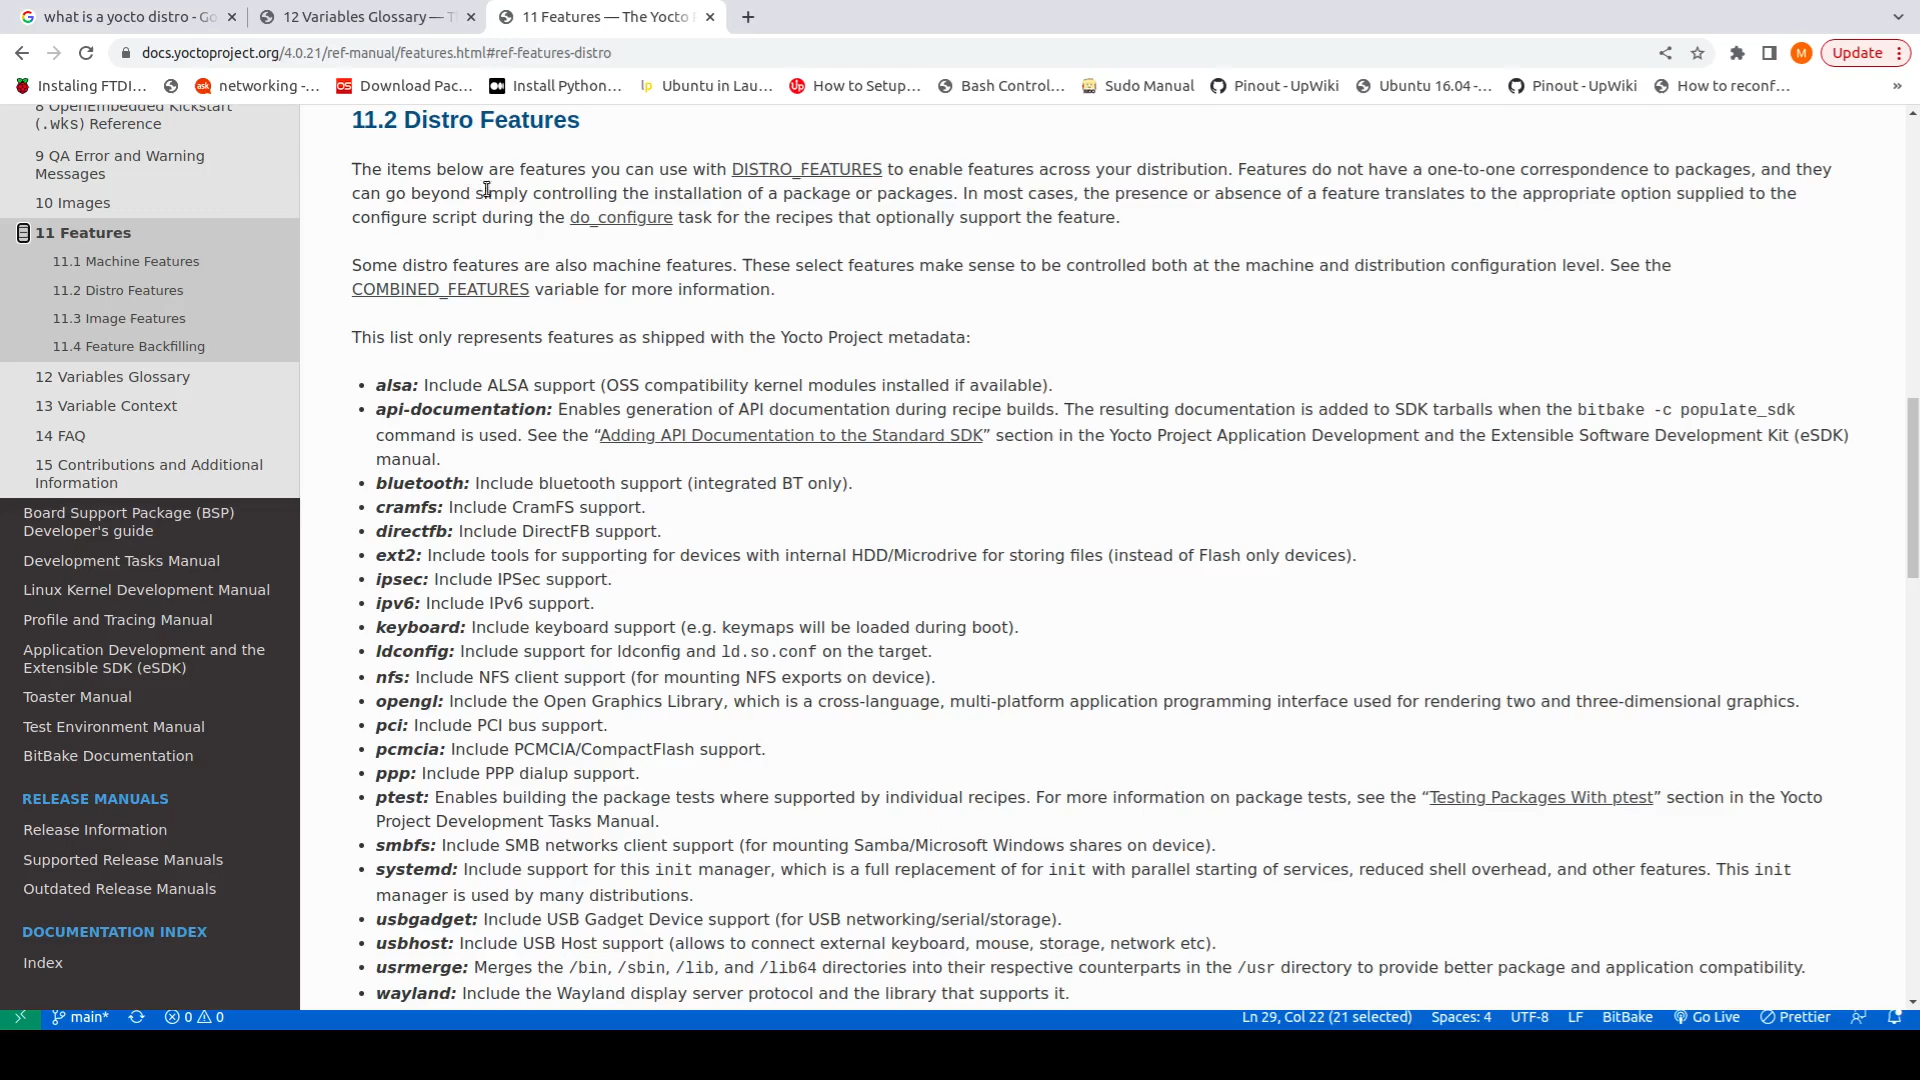 what is a yocto distro - Go
12 Variables Glossary — T
11 Features — The Yocto
docs.yoctoproject.org/4.0.21/ref-manual/features.html#ref-features-distro
M
Update
Instaling FTDI...
networking -...
Download Pac...
Install Python...
Ubuntu in Lau...
How to Setup...
Bash Control...
Sudo Manual
Pinout - UpWiki
Ubuntu 16.04 -...
Pinout - UpWiki
How to reconf...
8 OpenEmbedded Kickstart
(.wks) Reference
9 QA Error and Warning
Messages
10 Images
11 Features
11.1 Machine Features
11.2 Distro Features
11.3 Image Features
11.4 Feature Backfilling
12 Variables Glossary
13 Variable Context
14 FAQ
15 Contributions and Additional
Information
Board Support Package (BSP)
Developer's guide
Development Tasks Manual
Linux Kernel Development Manual
Profile and Tracing Manual
Application Development and the
Extensible SDK (eSDK)
Toaster Manual
Test Environment Manual
BitBake Documentation
RELEASE MANUALS
Release Information
Supported Release Manuals
Outdated Release Manuals
DOCUMENTATION INDEX
Index
11.2 Distro Features
The items below are features you can use with DISTRO_FEATURES to enable features across your distribution. Features do not have a one-to-one correspondence to packages, and they
can go beyond simply controlling the installation of a package or packages. In most cases, the presence or absence of a feature translates to the appropriate option supplied to the
configure script during the do_configure task for the recipes that optionally support the feature.
Some distro features are also machine features. These select features make sense to be controlled both at the machine and distribution configuration level. See the
COMBINED_FEATURES variable for more information.
This list only represents features as shipped with the Yocto Project metadata:
• alsa: Include ALSA support (OSS compatibility kernel modules installed if available).
• api-documentation: Enables generation of API documentation during recipe builds. The resulting documentation is added to SDK tarballs when the bitbake -c populate_sdk
command is used. See the “Adding API Documentation to the Standard SDK” section in the Yocto Project Application Development and the Extensible Software Development Kit (eSDK)
manual.
• bluetooth: Include bluetooth support (integrated BT only).
• cramfs: Include CramFS support.
• directfb: Include DirectFB support.
• ext2: Include tools for supporting for devices with internal HDD/Microdrive for storing files (instead of Flash only devices).
• ipsec: Include IPSec support.
• ipv6: Include IPv6 support.
• keyboard: Include keyboard support (e.g. keymaps will be loaded during boot).
• ldconfig: Include support for ldconfig and ld.so.conf on the target.
• nfs: Include NFS client support (for mounting NFS exports on device).
• opengl: Include the Open Graphics Library, which is a cross-language, multi-platform application programming interface used for rendering two and three-dimensional graphics.
• pci: Include PCI bus support.
• pcmcia: Include PCMCIA/CompactFlash support.
• ppp: Include PPP dialup support.
• ptest: Enables building the package tests where supported by individual recipes. For more information on package tests, see the “Testing Packages With ptest” section in the Yocto
Project Development Tasks Manual.
• smbfs: Include SMB networks client support (for mounting Samba/Microsoft Windows shares on device).
• systemd: Include support for this init manager, which is a full replacement of for init with parallel starting of services, reduced shell overhead, and other features. This init
manager is used by many distributions.
• usbgadget: Include USB Gadget Device support (for USB networking/serial/storage).
• usbhost: Include USB Host support (allows to connect external keyboard, mouse, storage, network etc).
• usrmerge: Merges the /bin, /sbin, /lib, and /lib64 directories into their respective counterparts in the /usr directory to provide better package and application compatibility.
• wayland: Include the Wayland display server protocol and the library that supports it.
main* 0 0 Ln 29, Col 22 (21 selected) Spaces: 4 UTF-8 LF BitBake Go Live Prettier